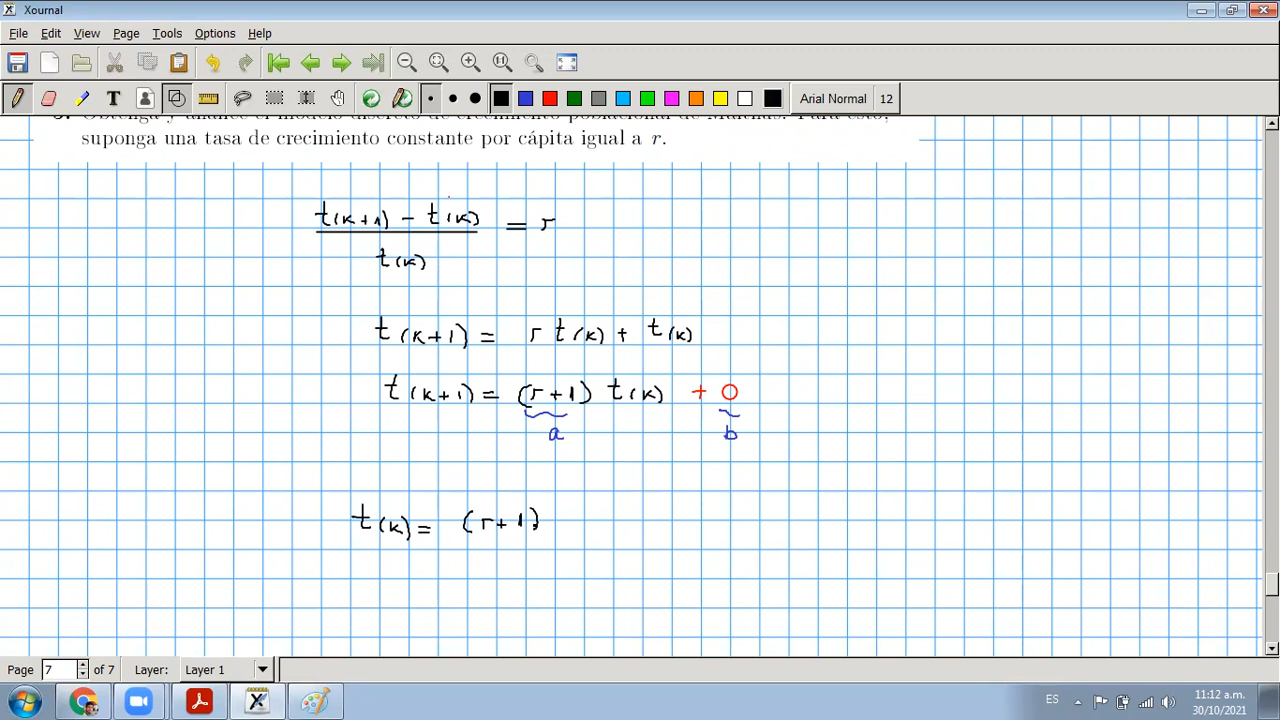 Xournal
File Edit View Page Tools Options Help
Arial Normal 12
suponga una tasa de crecimiento constante por cápita igual a r.
t(k+1) - t(k)
= r
t(k)
t(k+1) = r t(k) + t(k)
t(k+1) = (r+1) t(k) + 0
a b
t(k) = (r+1)
Page 7 of 7 Layer: Layer 1
ES 11:12 a.m.
30/10/2021